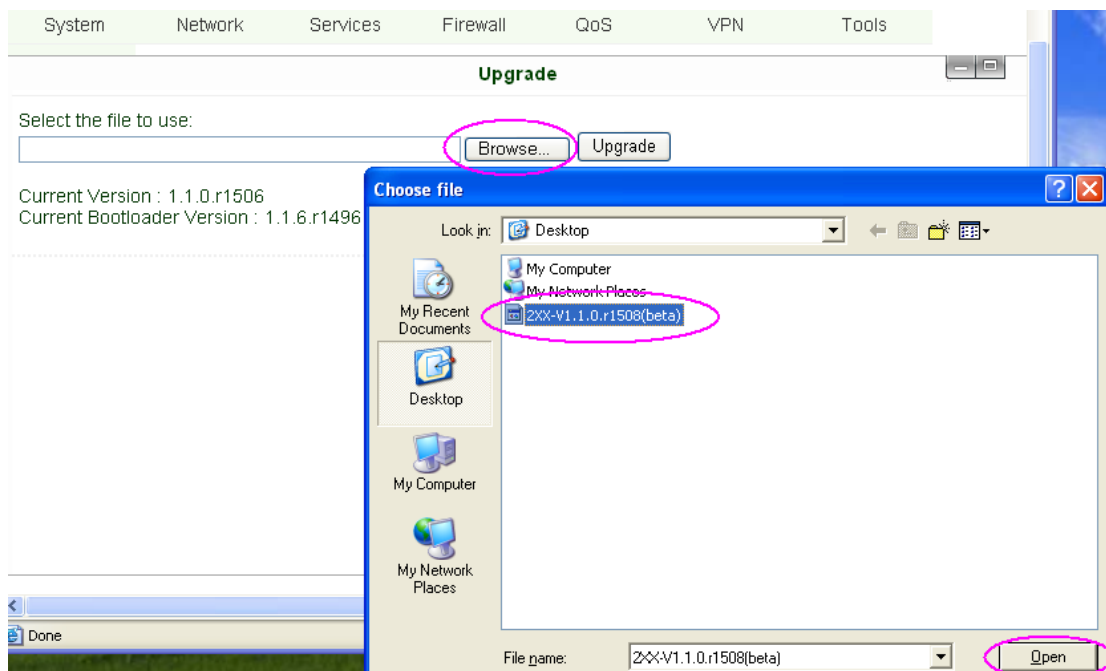 System Network Services Firewall QoS VPN Tools
Upgrade
Select the file to use:
Browse... Upgrade
Current Version : 1.1.0.r1506
Current Bootloader Version : 1.1.6.r1496
Choose file
Look in: Desktop
My Computer
My Network Places
2XX-V1.1.0.r1508(beta)
My Recent
Documents
Desktop
My Computer
My Network
Places
File name: 2XX-V1.1.0.r1508(beta) Open
Done